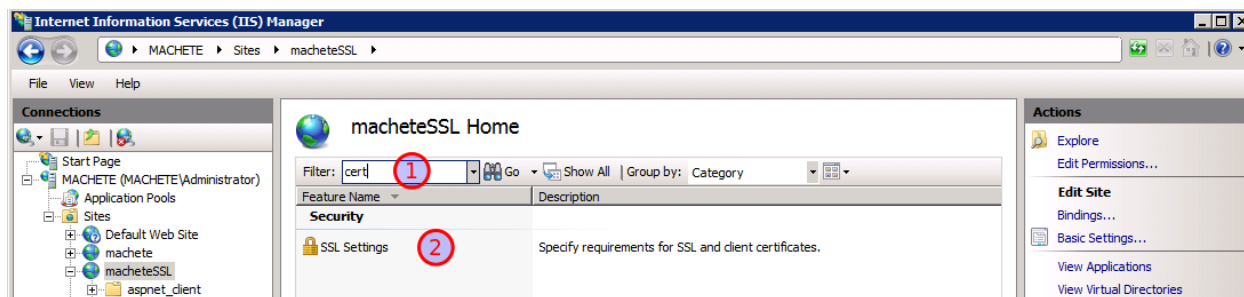 Internet Information Services (IIS) Manager
MACHETE Sites macheteSSL
File View Help
Connections
Start Page
MACHETE (MACHETE\Administrator)
Application Pools
Sites
Default Web Site
machete
macheteSSL
aspnet_client
macheteSSL Home
Filter: cert 1 Go Show All Group by: Category
Feature Name Description
Security
SSL Settings 2 Specify requirements for SSL and client certificates.
Actions
Explore
Edit Permissions...
Edit Site
Bindings...
Basic Settings...
View Applications
View Virtual Directories